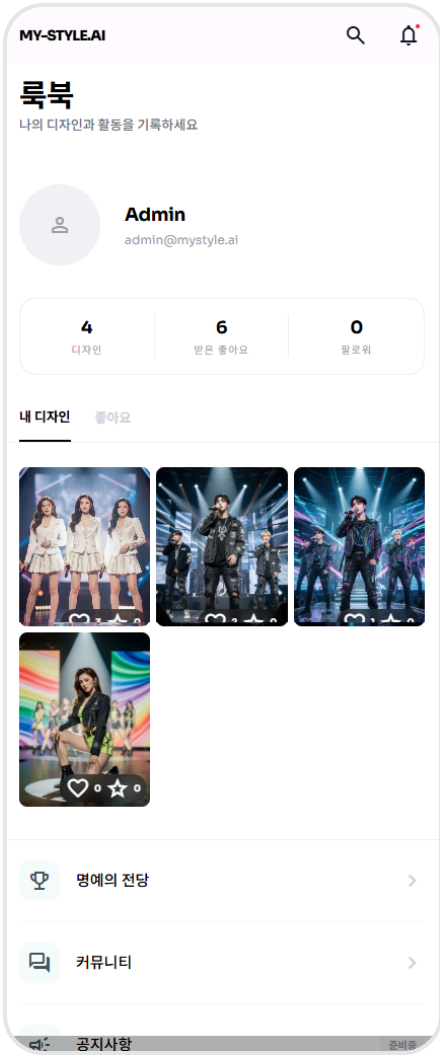 MY-STYLE.AI
룩북
나의 디자인과 활동을 기록하세요
Admin
admin@mystyle.ai
4
6
0
디자인
받은 좋아요
팔로워
내 디자인
좋아요
0 0
명예의 전당
커뮤니티
공지사항
준비중